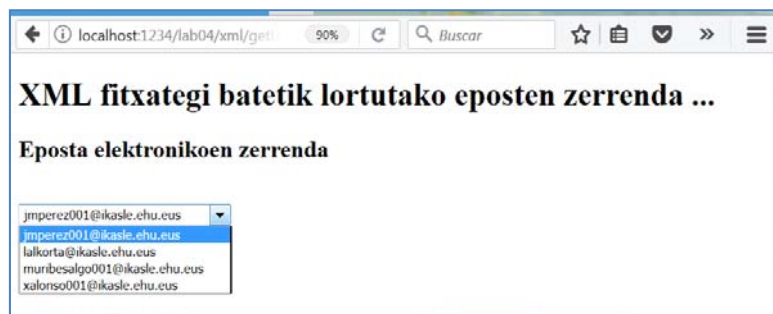 localhost:1234/lab04/xml/get
90%
Buscar
XML fitxategi batetik lortutako eposten zerrenda ...
Eposta elektronikoen zerrenda
jmperez001@ikasle.ehu.eus
jmperez001@ikasle.ehu.eus
lalkorta@ikasle.ehu.eus
muribesalgo001@ikasle.ehu.eus
xalonso001@ikasle.ehu.eus